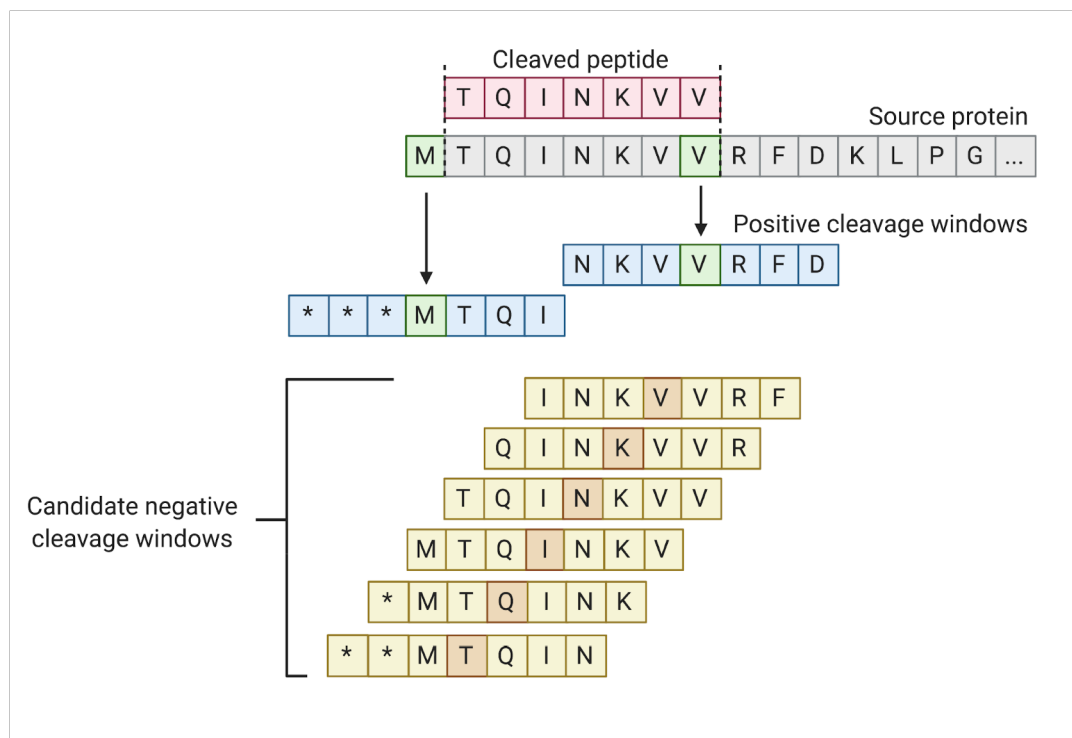 Cleaved peptide
T Q I N K V V
Source protein
M T Q I N K V V R F D K L P G ...
Positive cleavage windows
N K V V R F D
* * * M T Q I
I N K V V R F
Q I N K V V R
T Q I N K V V
Candidate negative
cleavage windows
M T Q I N K V
* M T Q I N K
* * M T Q I N